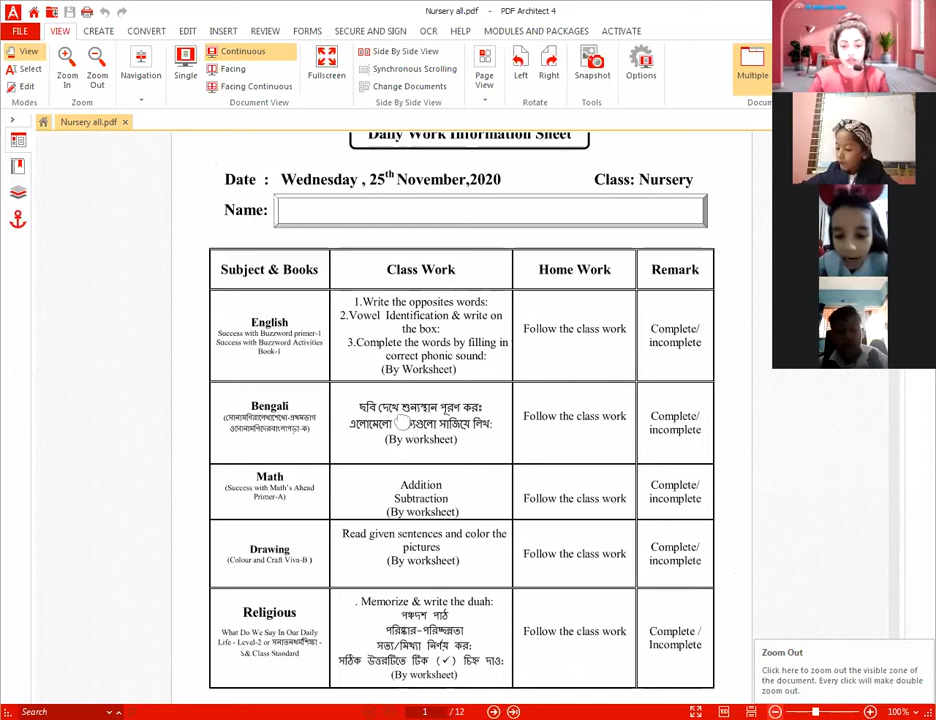 Nursery all.pdf - PDF Architect 4
FILE VIEW CREATE CONVERT EDIT INSERT REVIEW FORMS SECURE AND SIGN OCR HELP MODULES AND PACKAGES ACTIVATE
View
Select
Edit
Modes
Zoom In
Zoom Out
Zoom
Navigation
Single
Continuous
Facing
Facing Continuous
Document View
Fullscreen
Side By Side View
Synchronous Scrolling
Change Documents
Side By Side View
Page View
Left
Right
Rotate
Snapshot
Tools
Options
Multiple
Docum
Nursery all.pdf
Daily Work Information Sheet
Date : Wednesday , 25th November,2020 Class: Nursery
Name:
Subject & Books Class Work Home Work Remark
English
Success with Buzzword primer-1
Success with Buzzword Activities
Book-1
1.Write the opposites words:
2.Vowel Identification & write on
the box:
3.Complete the words by filling in
correct phonic sound:
(By Worksheet)
Follow the class work
Complete/
incomplete
Bengali
ছবি দেখে শুন্যস্থান পূরণ করঃ
এলোমেলো সাজিয়ে লিখ:
(By worksheet)
Follow the class work
Complete/
incomplete
Math
(Success with Math's Ahead
Primer-A)
Addition
Subtraction
(By worksheet)
Follow the class work
Complete/
incomplete
Drawing
(Colour and Craft Viva-B )
Read given sentences and color the
pictures
(By worksheet)
Follow the class work
Complete/
incomplete
Religious
What Do We Say In Our Daily
Life - Level-2 or সনাতনধর্মশিক্ষা -
১& Class Standard
. Memorize & write the duah:
পঞ্চদশ পাঠ
পরিষ্কার-পরিচ্ছন্নতা
সত্য/মিথ্যা নির্ণয় কর:
সঠিক উত্তরটিতে টিক (✓) চিহ্ন দাও:
(By worksheet)
Follow the class work
Complete /
Incomplete
Zoom Out
Click here to zoom out the visible zone of
the document. Every click will make double
zoom out.
Search
1 / 12
100%